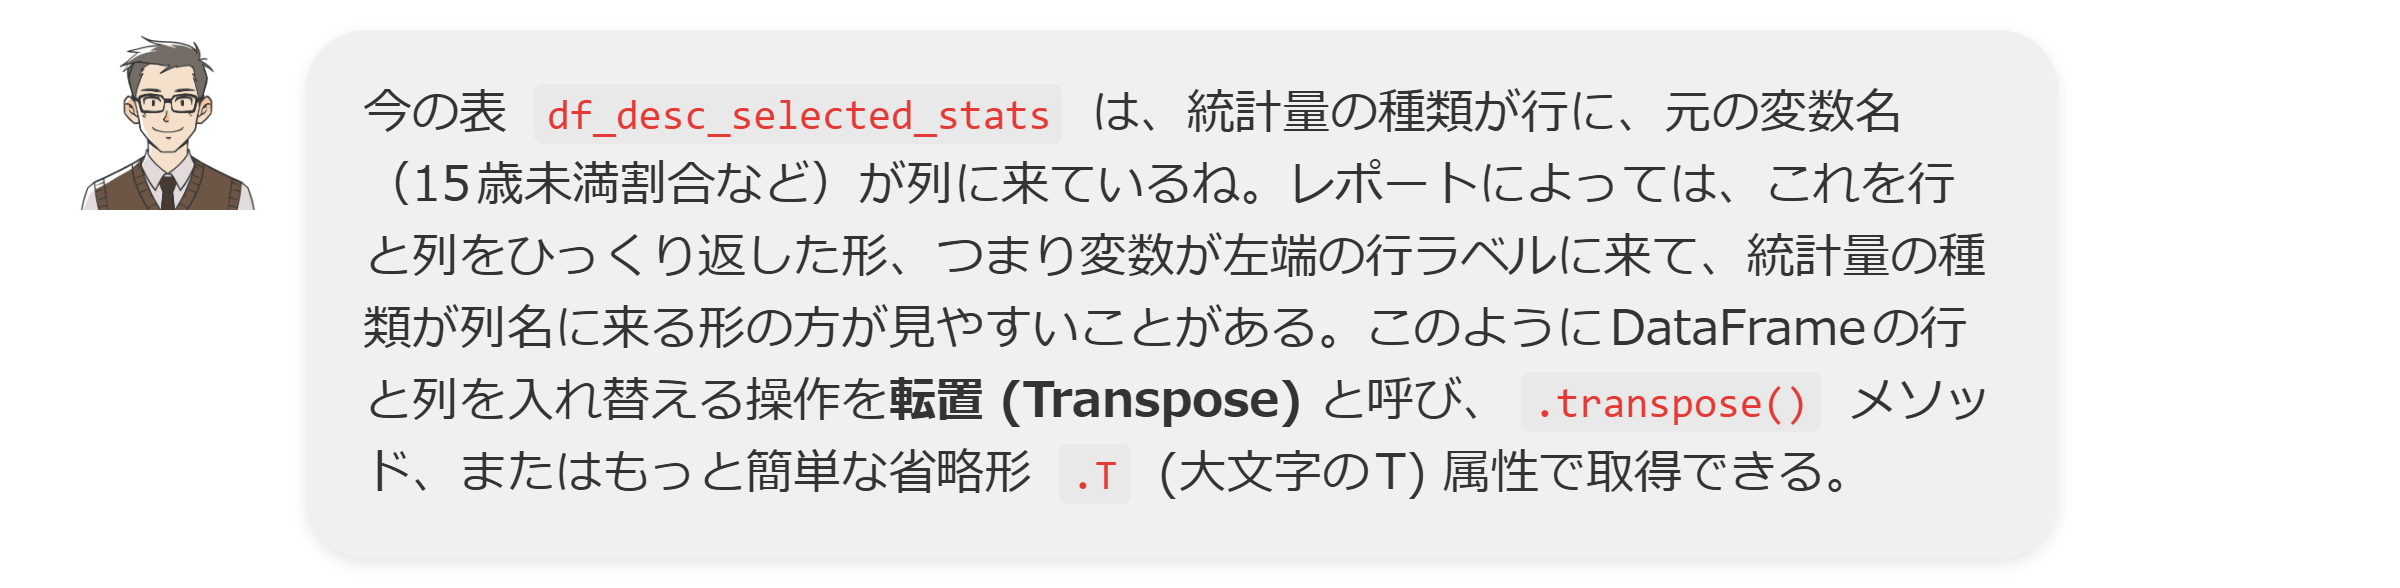 今の表 df_desc_selected_stats は、統計量の種類が行に、元の変数名
（15歳未満割合など）が列に来ているね。レポートによっては、これを行
と列をひっくり返した形、つまり変数が左端の行ラベルに来て、統計量の種
類が列名に来る形の方が見やすいことがある。このようにDataFrameの行
と列を入れ替える操作を転置 (Transpose) と呼び、 .transpose() メソッ
ド、またはもっと簡単な省略形 .T (大文字のT) 属性で取得できる。